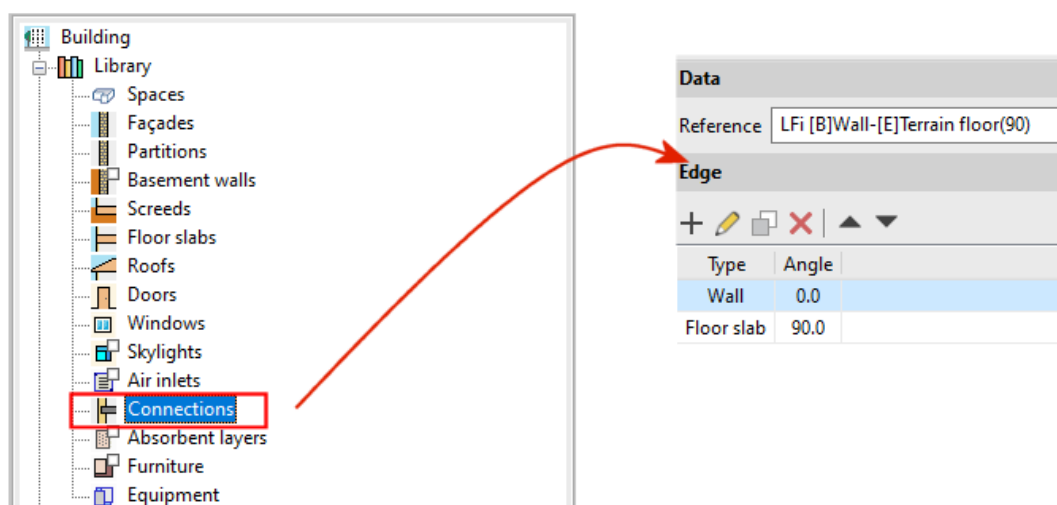 Building
Library
Spaces
Façades
Partitions
Basement walls
Screeds
Floor slabs
Roofs
Doors
Windows
Skylights
Air inlets
Connections
Absorbent layers
Furniture
Equipment
Data
Reference LFi [B]Wall-[E]Terrain floor(90)
Edge
Type Angle
Wall 0.0
Floor slab 90.0